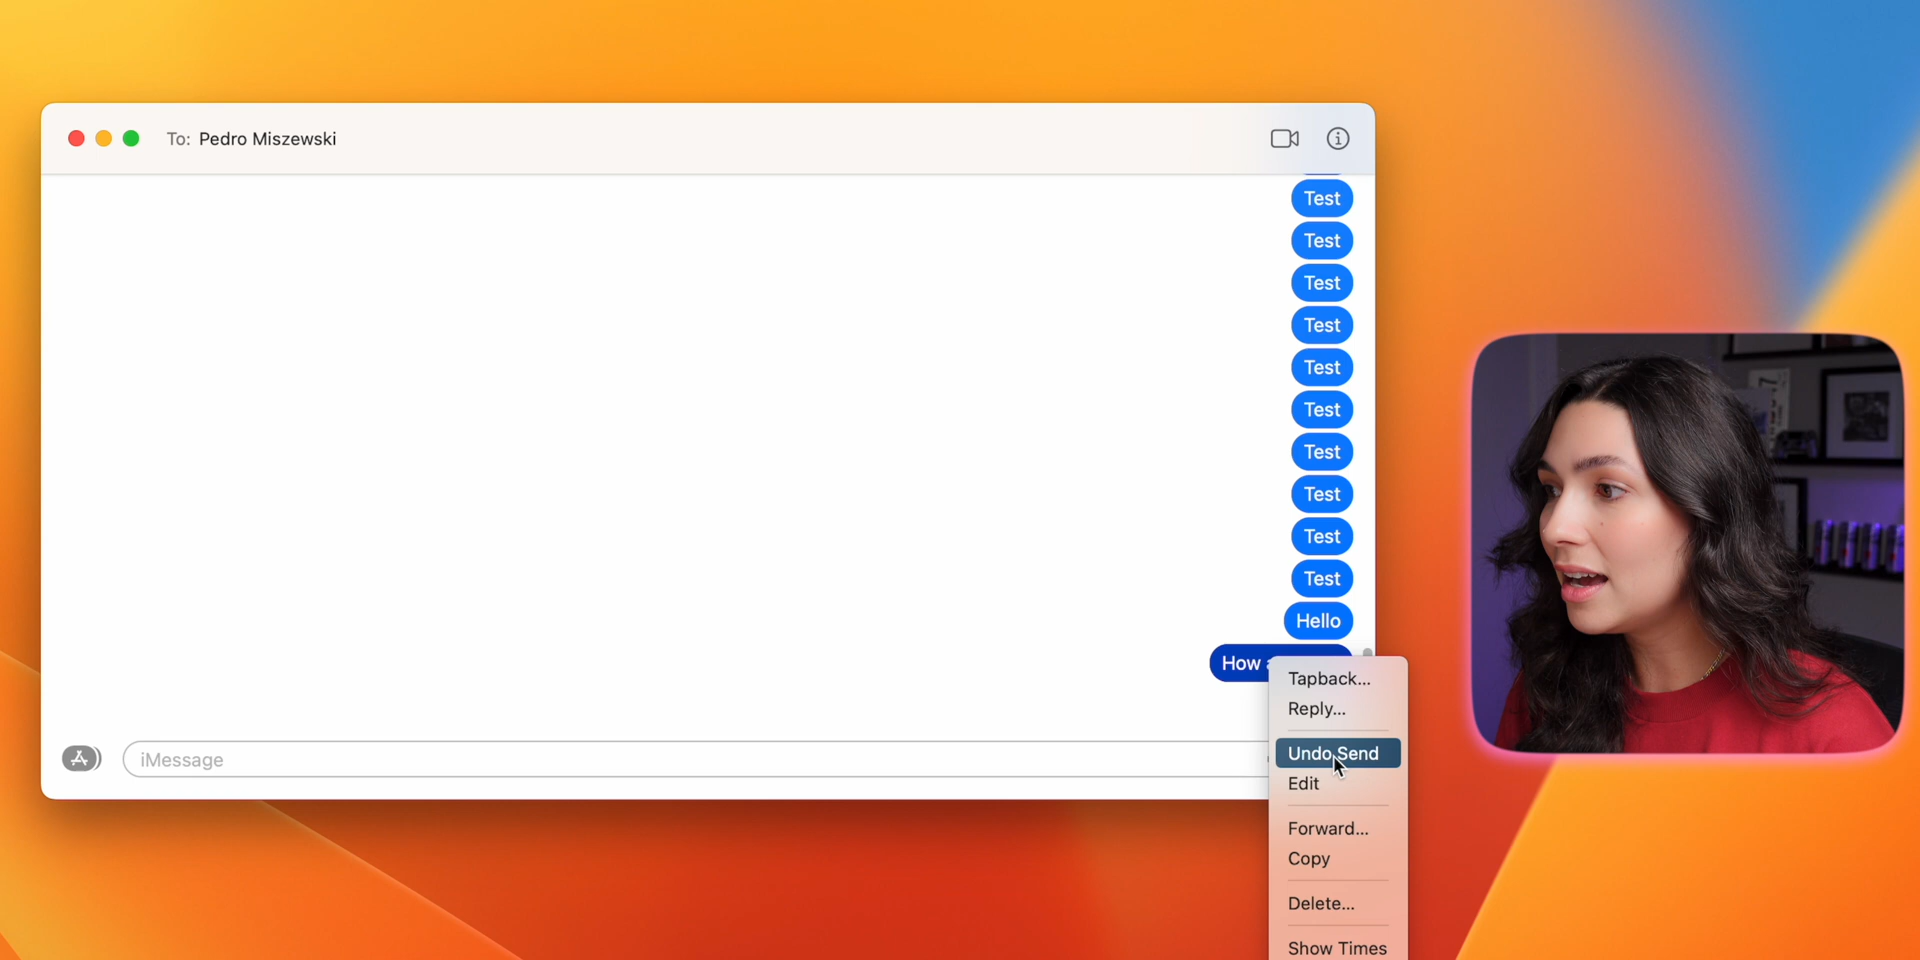 To: Pedro Miszewski
Test
Test
Test
Test
Test
Test
Test
Test
Test
Test
Hello
How
Tapback...
Reply...
Undo Send
Edit
Forward...
Copy
Delete...
Show Times
iMessage